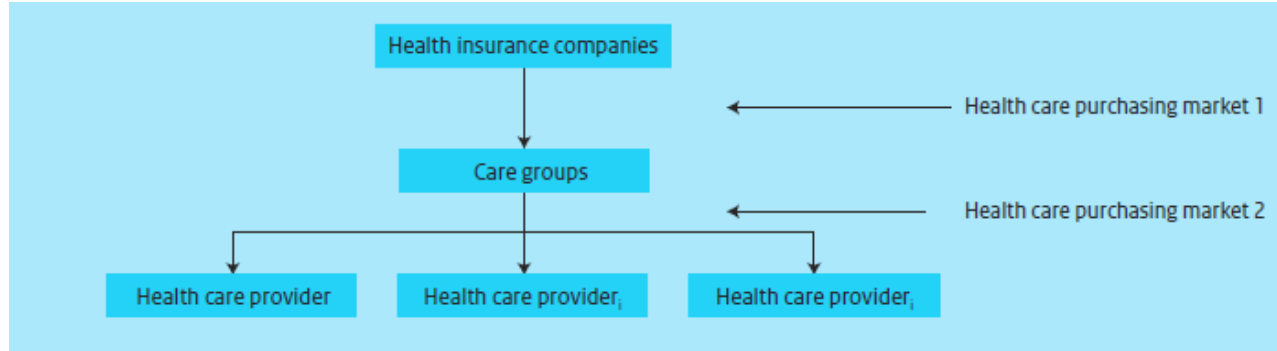 Health insurance companies
Health care purchasing market 1
Care groups
Health care purchasing market 2
Health care provider
Health care providerᵢ
Health care providerᵢ